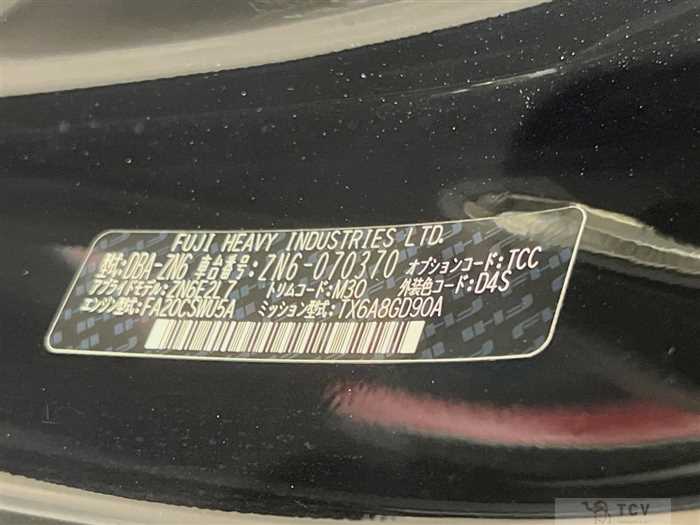 FUJI HEAVY INDUSTRIES LTD.
型式:DBA-ZN6 車台番号:ZN6-070370 オプションコード:TCC
アプライドモデル:ZN6E2L7 トリムコード:M30 外装色コード:D4S
エンジン型式:FA20CSWU5A ミッション型式:TX6A8GD90A
TCV